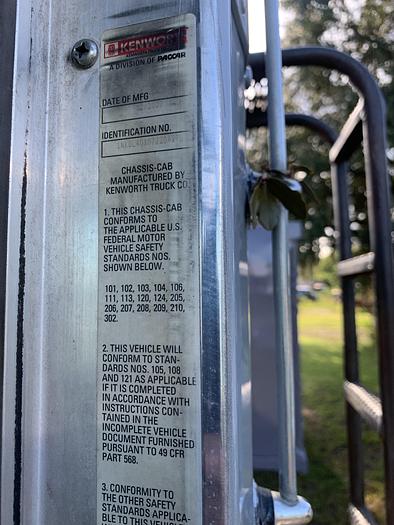 KENWORTH
A DIVISION OF PACCAR
DATE OF MFG
IDENTIFICATION NO.
CHASSIS-CAB
MANUFACTURED BY
KENWORTH TRUCK CO.
1. THIS CHASSIS-CAB
CONFORMS TO
THE APPLICABLE U.S.
FEDERAL MOTOR
VEHICLE SAFETY
STANDARDS NOS.
SHOWN BELOW.
101, 102, 103, 104, 106,
111, 113, 120, 124, 205,
206, 207, 208, 209, 210,
302.
2. THIS VEHICLE WILL
CONFORM TO STAN-
DARDS NOS. 105, 108
AND 121 AS APPLICABLE
IF IT IS COMPLETED
IN ACCORDANCE WITH
INSTRUCTIONS CON-
TAINED IN THE
INCOMPLETE VEHICLE
DOCUMENT FURNISHED
PURSUANT TO 49 CFR
PART 568.
3. CONFORMITY TO
THE OTHER SAFETY
STANDARDS APPLICA-
BLE TO THIS VEHICLE